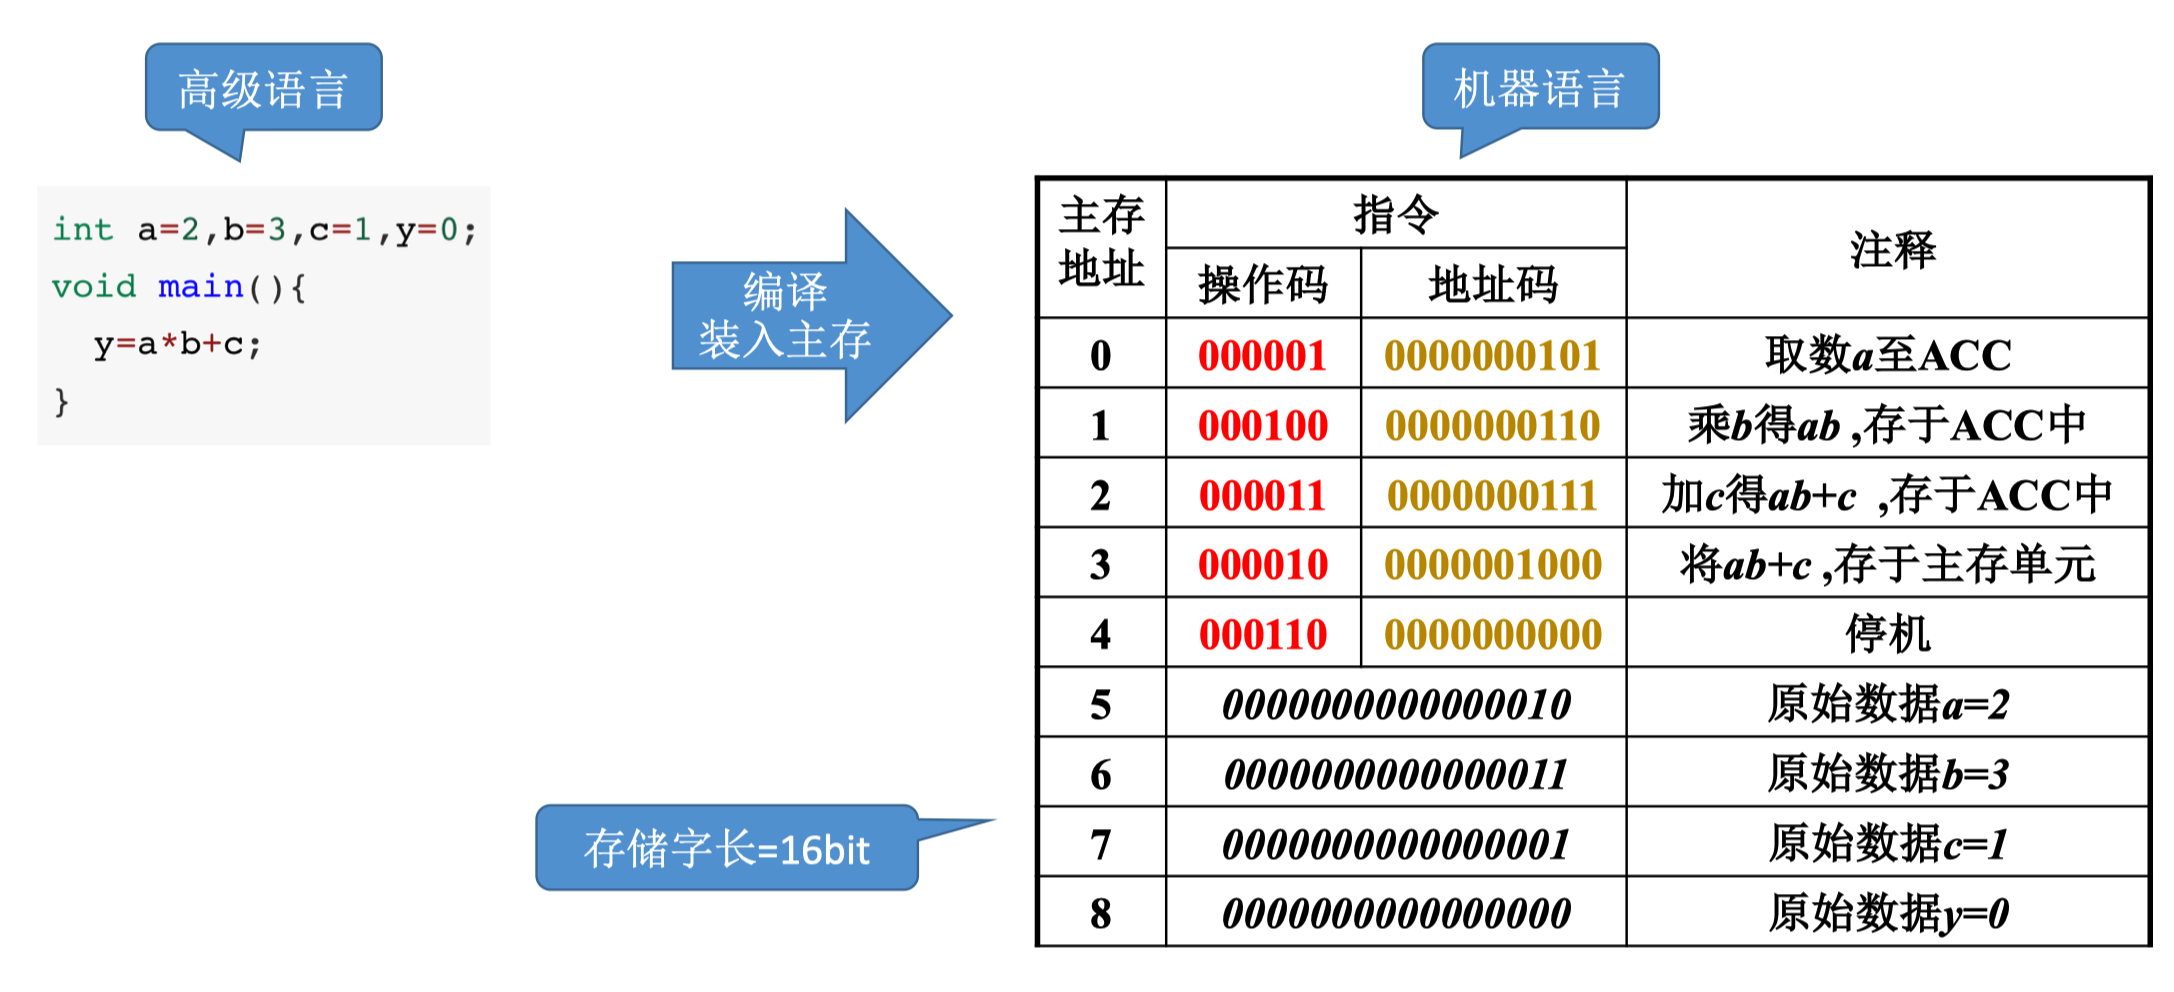 高级语言
机器语言
int a=2,b=3,c=1,y=0;
void main(){
y=a*b+c;
}
编译
装入主存
主存地址 指令 注释
操作码 地址码
0 000001 0000000101 取数a至ACC
1 000100 0000000110 乘b得ab ,存于ACC中
2 000011 0000000111 加c得ab+c ,存于ACC中
3 000010 0000001000 将ab+c ,存于主存单元
4 000110 0000000000 停机
5 0000000000000010 原始数据a=2
6 0000000000000011 原始数据b=3
存储字长=16bit
7 0000000000000001 原始数据c=1
8 0000000000000000 原始数据y=0